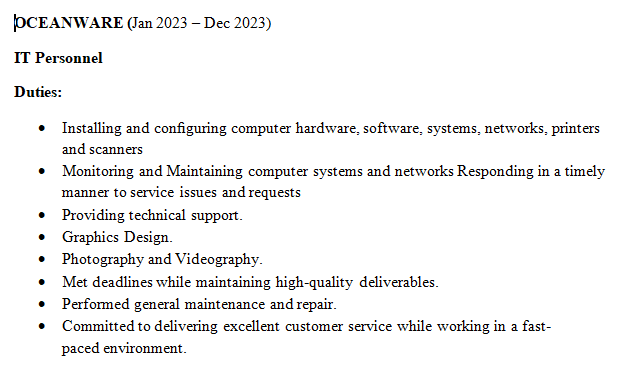 OCEANWARE (Jan 2023 – Dec 2023)
IT Personnel
Duties:
• Installing and configuring computer hardware, software, systems, networks, printers
and scanners
• Monitoring and Maintaining computer systems and networks Responding in a timely
manner to service issues and requests
• Providing technical support.
• Graphics Design.
• Photography and Videography.
• Met deadlines while maintaining high-quality deliverables.
• Performed general maintenance and repair.
• Committed to delivering excellent customer service while working in a fast-
paced environment.